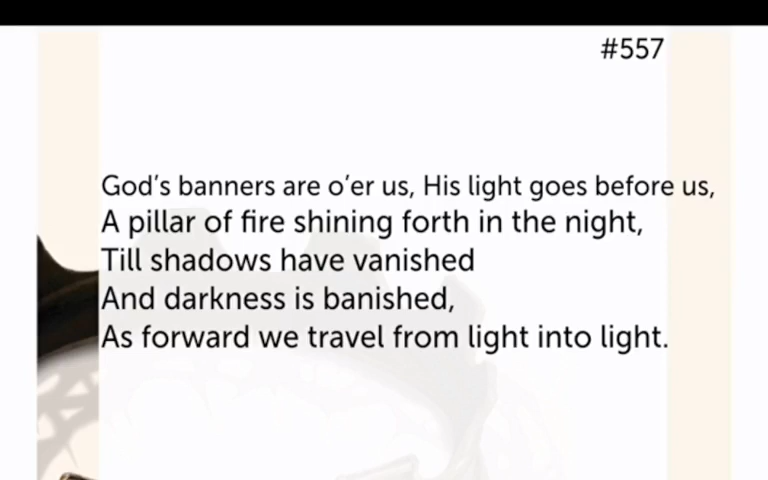 #557
God's banners are o'er us, His light goes before us,
A pillar of fire shining forth in the night,
Till shadows have vanished
And darkness is banished,
As forward we travel from light into light.